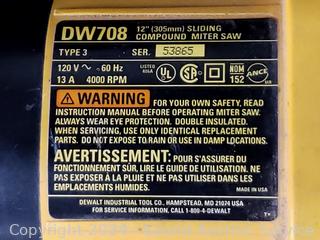 DW708 12" (305mm) SLIDING
COMPOUND MITER SAW
TYPE 3 SER. 53865
120 V ~ 60 Hz
13 A 4000 RPM
LISTED
NOM
152
ANCE
WARNING FOR YOUR OWN SAFETY, READ
INSTRUCTION MANUAL BEFORE OPERATING MITER SAW.
ALWAYS WEAR EYE PROTECTION. DOUBLE INSULATED.
WHEN SERVICING, USE ONLY IDENTICAL REPLACEMENT
PARTS. DO NOT EXPOSE TO RAIN OR USE IN DAMP LOCATIONS.
AVERTISSEMENT: POUR S'ASSURER DU
FONCTIONNEMENT SÛR, LIRE LE GUIDE DE UTILISATION. NE
PAS EXPOSER À LA PLUIE ET NE PAS UTILISER DANS DES
EMPLACEMENTS HUMIDES.
MADE IN USA
DEWALT INDUSTRIAL TOOL CO., HAMPSTEAD, MD 21074 USA
FOR SERVICE INFORMATION, CALL 1-800-4-DEWALT